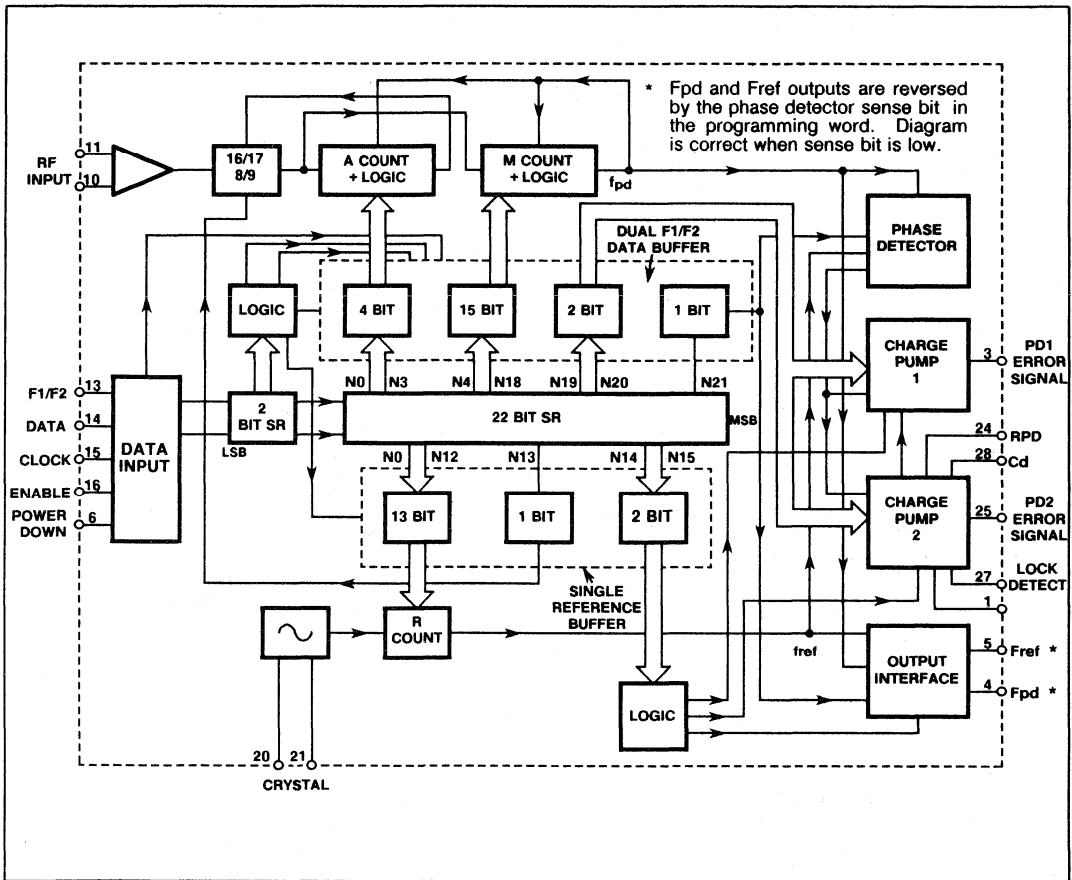 * Fpd and Fref outputs are reversed
by the phase detector sense bit in
the programming word. Diagram
is correct when sense bit is low.
11
RF
INPUT
10
16/17
8/9
A COUNT
+ LOGIC
M COUNT
+ LOGIC
fpd
DUAL F1/F2
DATA BUFFER
PHASE
DETECTOR
LOGIC
4 BIT
15 BIT
2 BIT
1 BIT
CHARGE
PUMP
1
3
PD1
ERROR
SIGNAL
N0
N3
N4
N18
N19
N20
N21
F1/F2
13
DATA
14
CLOCK
15
ENABLE
16
POWER
DOWN
6
DATA
INPUT
2
BIT SR
LSB
22 BIT SR
MSB
24
RPD
28
Cd
N0
N12
N13
N14
N15
CHARGE
PUMP
2
25
PD2
ERROR
SIGNAL
13 BIT
1 BIT
2 BIT
27
LOCK
DETECT
1
SINGLE
REFERENCE
BUFFER
R
COUNT
fref
OUTPUT
INTERFACE
5
Fref *
4
Fpd *
LOGIC
20
21
CRYSTAL